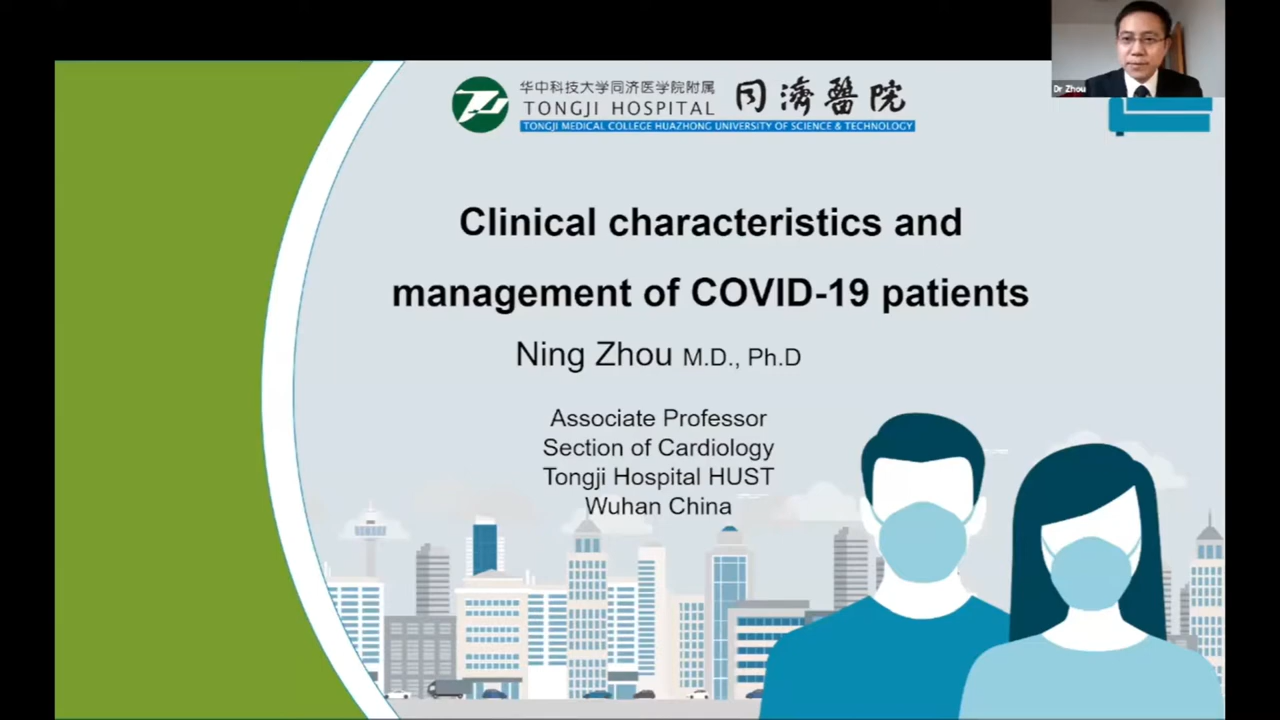 华中科技大学同济医学院附属
同濟醫院
TONGJI HOSPITAL
TONGJI MEDICAL COLLEGE HUAZHONG UNIVERSITY OF SCIENCE & TECHNOLOGY
Dr Zhou
Clinical characteristics and
management of COVID-19 patients
Ning Zhou M.D., Ph.D
Associate Professor
Section of Cardiology
Tongji Hospital HUST
Wuhan China